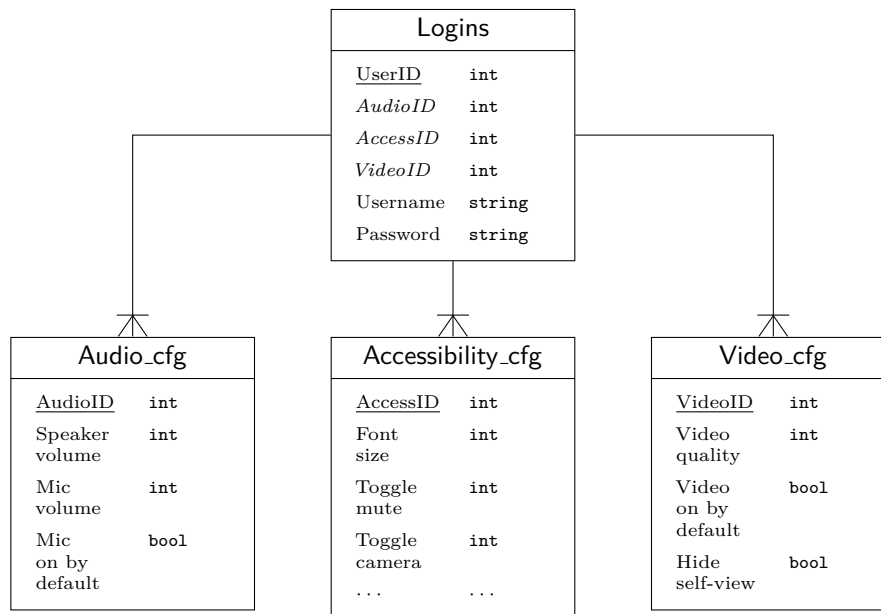 Logins
UserID int
AudioID int
AccessID int
VideoID int
Username string
Password string
Audio_cfg
AudioID int
Speaker int
volume
Mic int
volume
Mic bool
on by
default
Accessibility_cfg
AccessID int
Font int
size
Toggle int
mute
Toggle int
camera
... ...
Video_cfg
VideoID int
Video int
quality
Video bool
on by
default
Hide bool
self-view